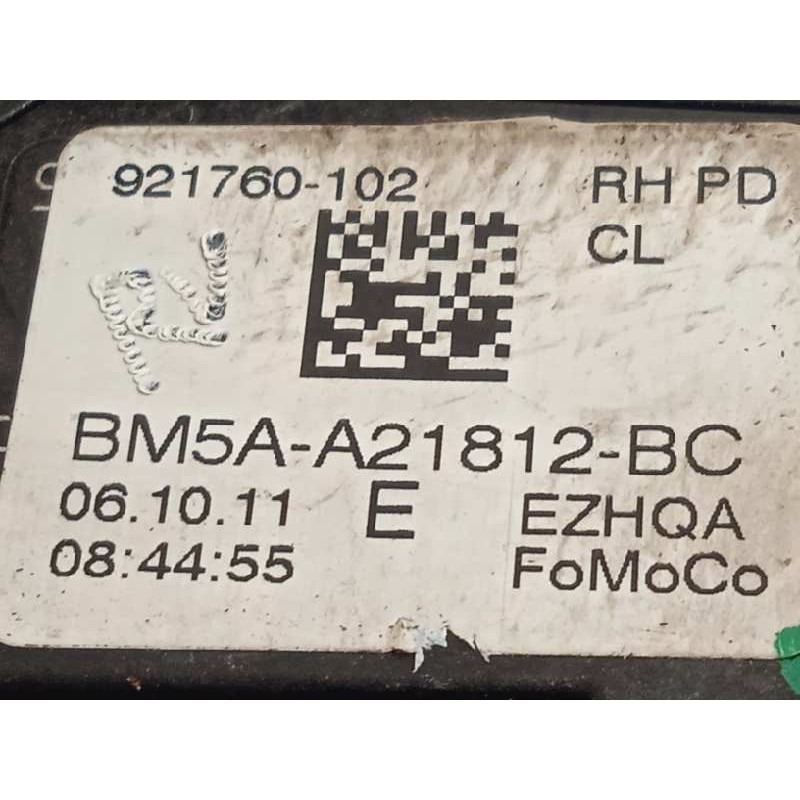 921760-102 RH PD
CL
BM5A-A21812-BC
06.10.11 E EZHQA
08:44:55 FoMoCo